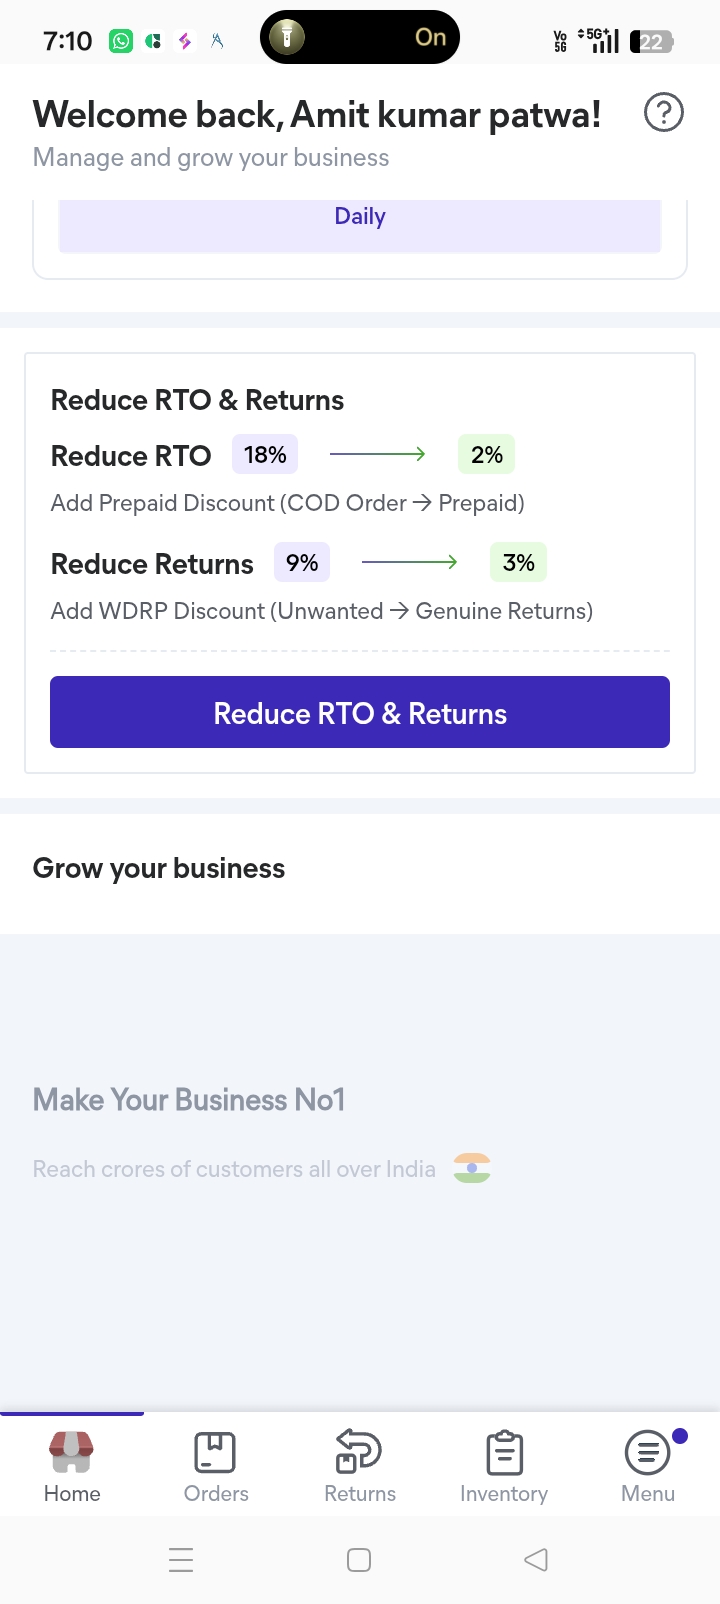 7:10
On
Vo
5G
5G+
22
Welcome back, Amit kumar patwa!
Manage and grow your business
Daily
Reduce RTO & Returns
Reduce RTO 18% 2%
Add Prepaid Discount (COD Order → Prepaid)
Reduce Returns 9% 3%
Add WDRP Discount (Unwanted → Genuine Returns)
Reduce RTO & Returns
Grow your business
Make Your Business No1
Reach crores of customers all over India
Home Orders Returns Inventory Menu